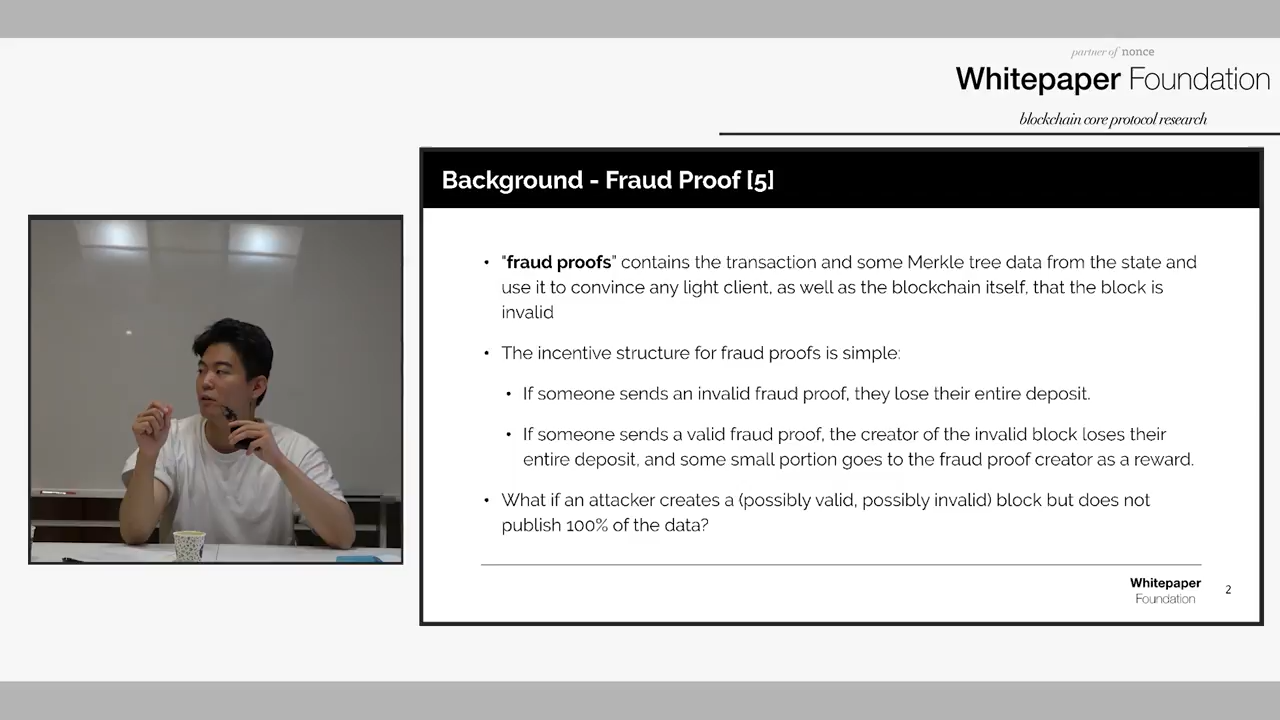 partner of nonce
Whitepaper Foundation
blockchain core protocol research
Background - Fraud Proof [5]
• "fraud proofs" contains the transaction and some Merkle tree data from the state and
use it to convince any light client, as well as the blockchain itself, that the block is
invalid
• The incentive structure for fraud proofs is simple:
• If someone sends an invalid fraud proof, they lose their entire deposit.
• If someone sends a valid fraud proof, the creator of the invalid block loses their
entire deposit, and some small portion goes to the fraud proof creator as a reward.
• What if an attacker creates a (possibly valid, possibly invalid) block but does not
publish 100% of the data?
Whitepaper
Foundation
2